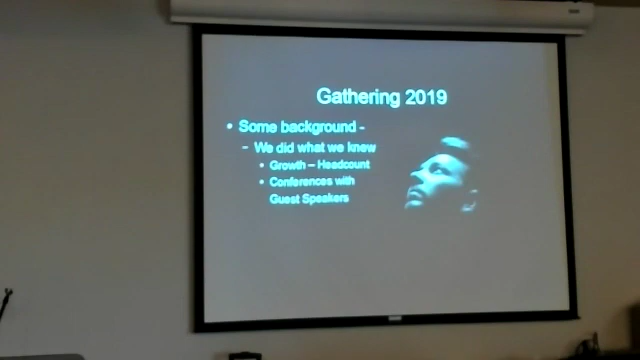 Gathering 2019
• Some background -
– We did what we knew
• Growth – Headcount
• Conferences with
Guest Speakers